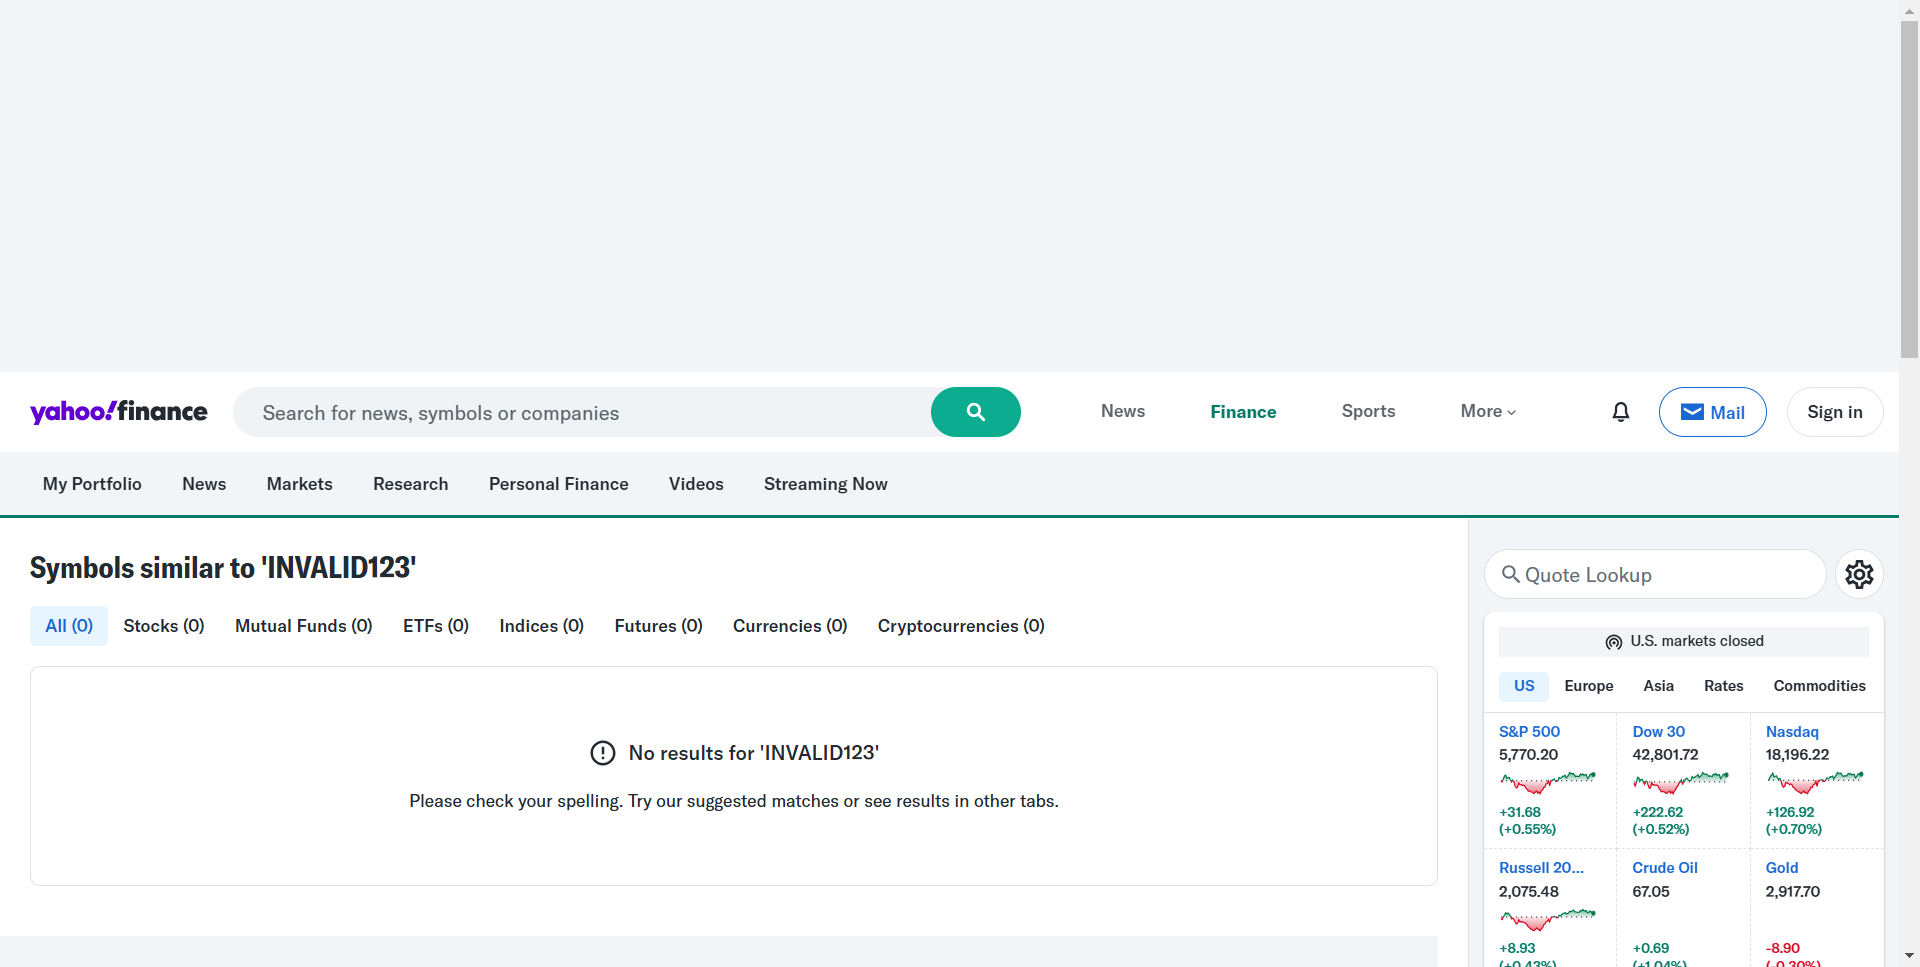 yahoo!finance
Search for news, symbols or companies
News Finance Sports More
Mail
Sign in
My Portfolio News Markets Research Personal Finance Videos Streaming Now
Symbols similar to 'INVALID123'
All (0) Stocks (0) Mutual Funds (0) ETFs (0) Indices (0) Futures (0) Currencies (0) Cryptocurrencies (0)
No results for 'INVALID123'
Please check your spelling. Try our suggested matches or see results in other tabs.
Quote Lookup
U.S. markets closed
US Europe Asia Rates Commodities
S&P 500 Dow 30 Nasdaq
5,770.20 42,801.72 18,196.22
+31.68 +222.62 +126.92
(+0.55%) (+0.52%) (+0.70%)
Russell 20... Crude Oil Gold
2,075.48 67.05 2,917.70
+8.93 +0.69 -8.90
(+0.43%) (+1.04%) (-0.30%)